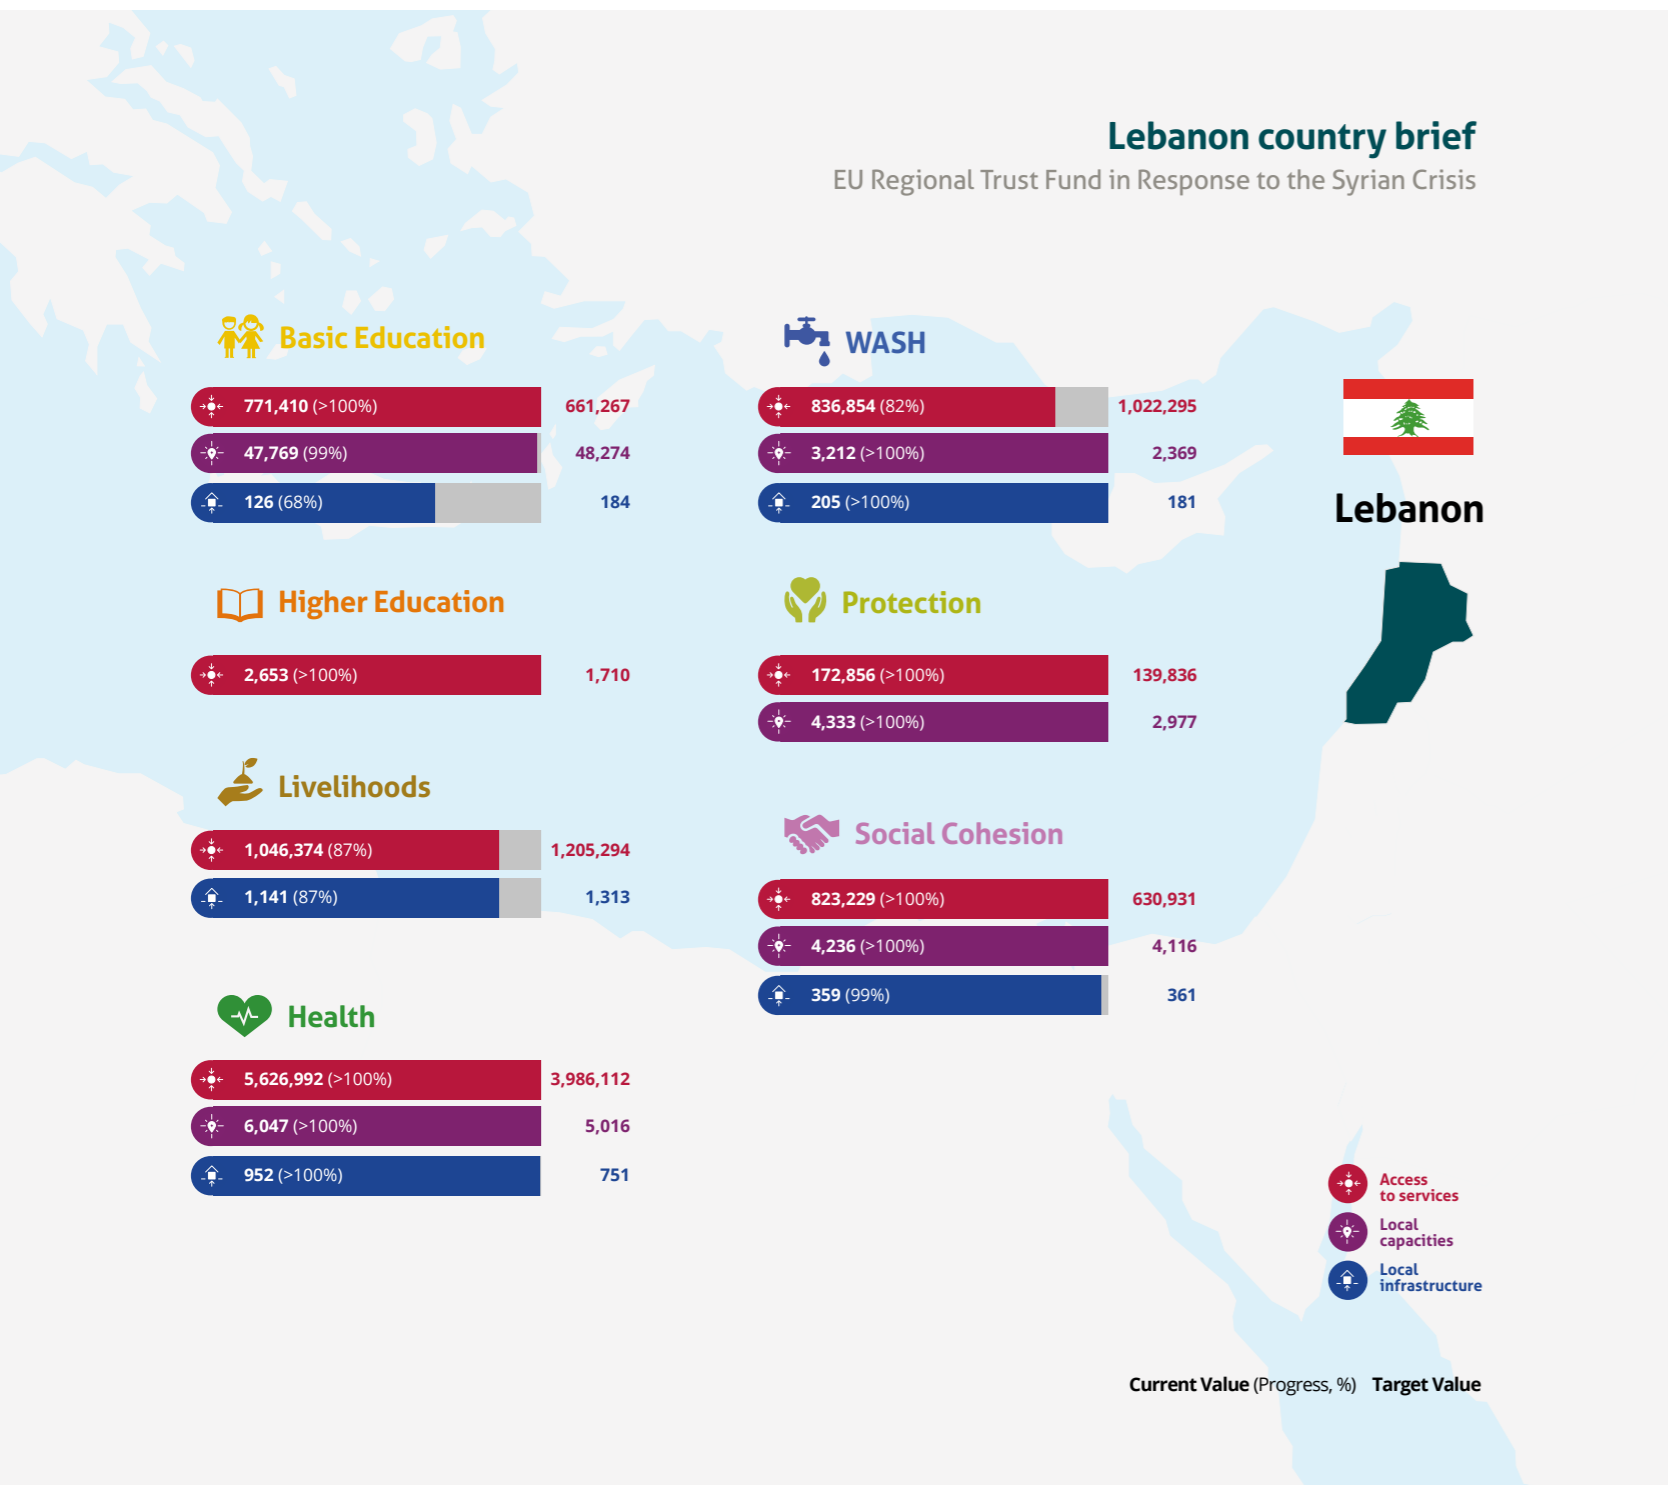 Lebanon country brief
EU Regional Trust Fund in Response to the Syrian Crisis
Basic Education
771,410 (>100%) 661,267
47,769 (99%) 48,274
126 (68%) 184
Higher Education
2,653 (>100%) 1,710
Livelihoods
1,046,374 (87%) 1,205,294
1,141 (87%) 1,313
Health
5,626,992 (>100%) 3,986,112
6,047 (>100%) 5,016
952 (>100%) 751
WASH
836,854 (82%) 1,022,295
3,212 (>100%) 2,369
205 (>100%) 181
Protection
172,856 (>100%) 139,836
4,333 (>100%) 2,977
Social Cohesion
823,229 (>100%) 630,931
4,236 (>100%) 4,116
359 (99%) 361
Lebanon
Access
to services
Local
capacities
Local
infrastructure
Current Value (Progress, %) Target Value